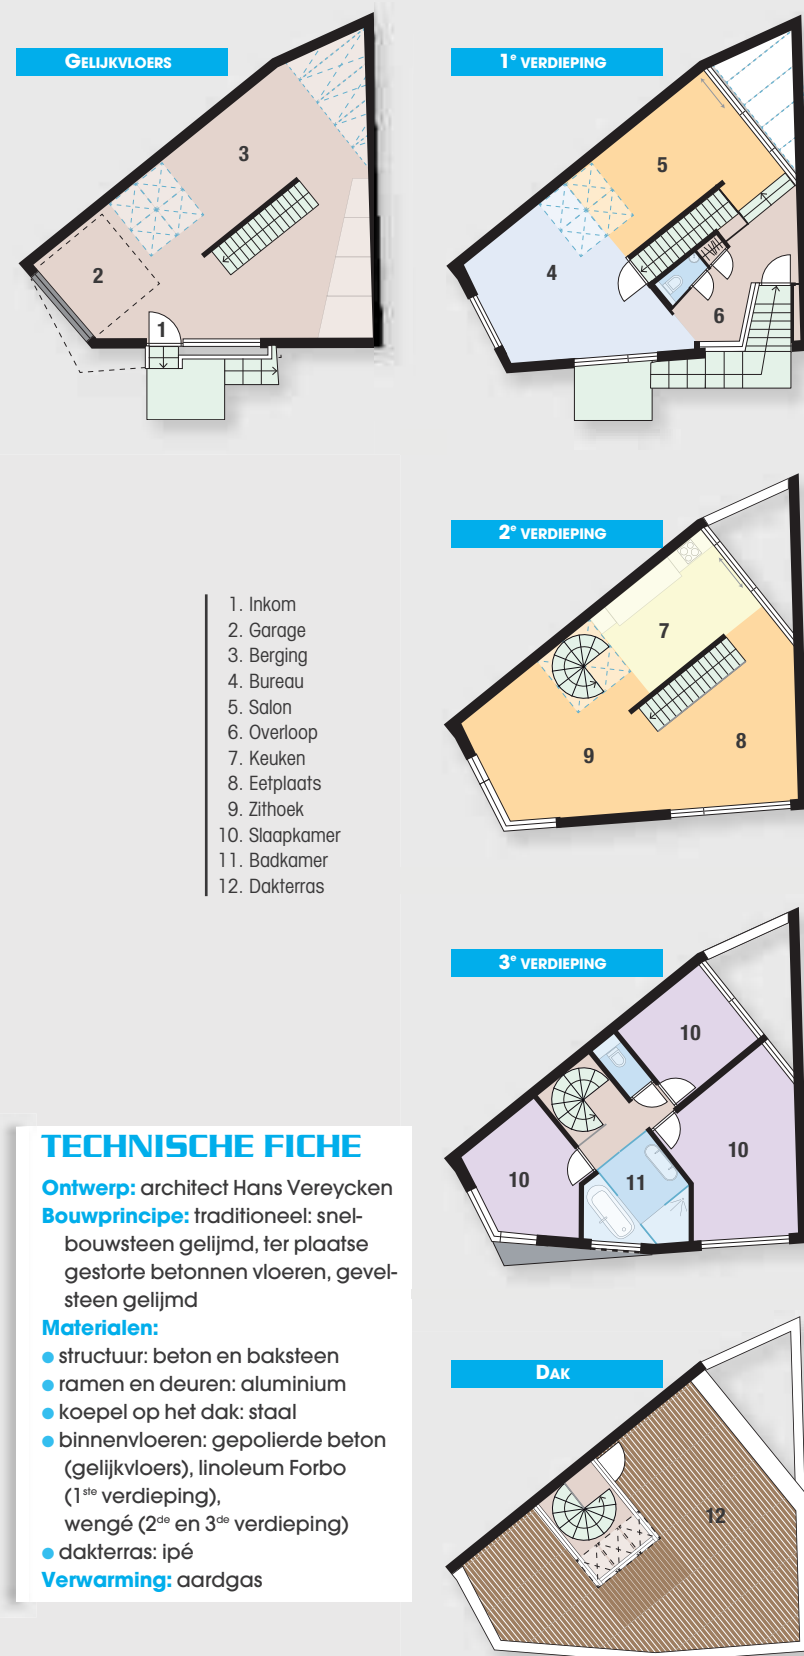 GELIJKVLOERS
3
2
1
1e VERDIEPING
5
4
6
2e VERDIEPING
7
8
9
1. Inkom
2. Garage
3. Berging
4. Bureau
5. Salon
6. Overloop
7. Keuken
8. Eetplaats
9. Zithoek
10. Slaapkamer
11. Badkamer
12. Dakterras
3e VERDIEPING
10
10
10
11
DAK
12
TECHNISCHE FICHE
Ontwerp: architect Hans Vereycken
Bouwprincipe: traditioneel: snel-
bouwsteen gelijmd, ter plaatse
gestorte betonnen vloeren, gevel-
steen gelijmd
Materialen:
● structuur: beton en baksteen
● ramen en deuren: aluminium
● koepel op het dak: staal
● binnenvloeren: gepolierde beton
(gelijkvloers), linoleum Forbo
(1ste verdieping),
wengé (2de en 3de verdieping)
● dakterras: ipé
Verwarming: aardgas